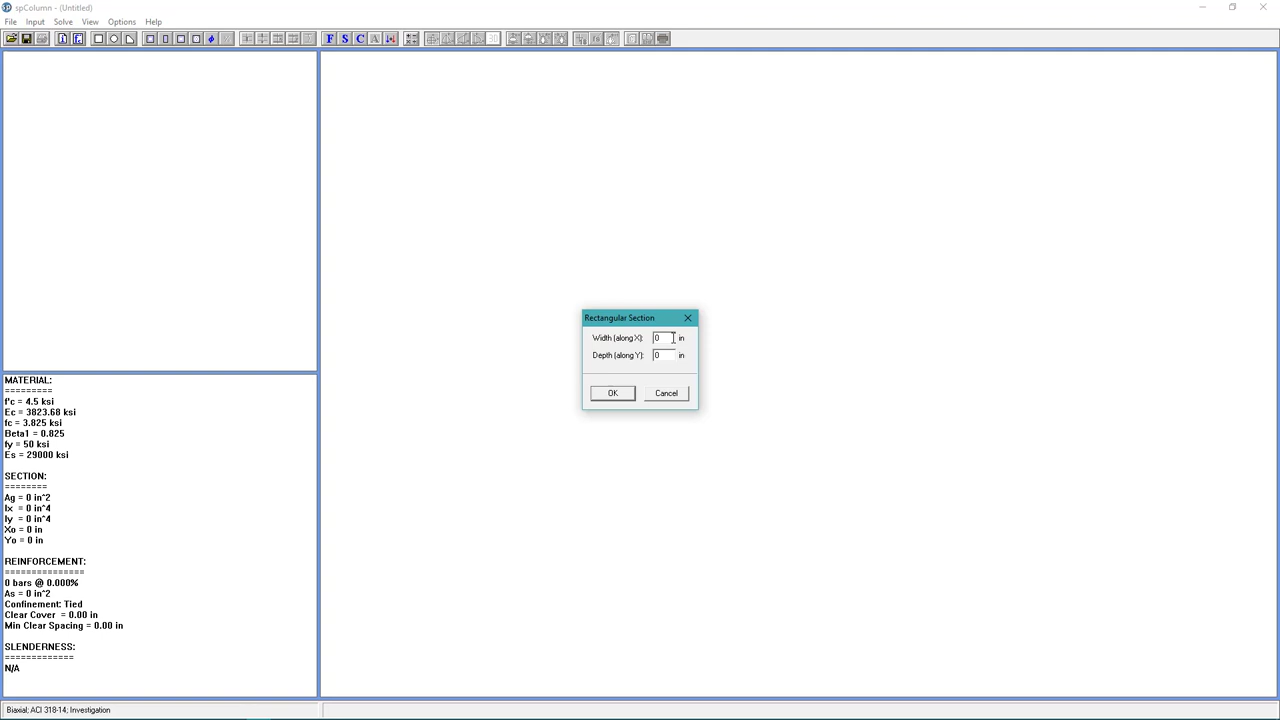 spColumn - (Untitled)
File Input Solve View Options Help
F S C A
Rectangular Section
Width (along X): 0 in
Depth (along Y): 0 in
OK Cancel
MATERIAL:
=========
f'c = 4.5 ksi
Ec = 3823.68 ksi
fc = 3.825 ksi
Beta1 = 0.825
fy = 50 ksi
Es = 29000 ksi
SECTION:
========
Ag = 0 in^2
Ix = 0 in^4
Iy = 0 in^4
Xo = 0 in
Yo = 0 in
REINFORCEMENT:
===============
0 bars @ 0.000%
As = 0 in^2
Confinement: Tied
Clear Cover = 0.00 in
Min Clear Spacing = 0.00 in
SLENDERNESS:
=============
N/A
Biaxial; ACI 318-14; Investigation